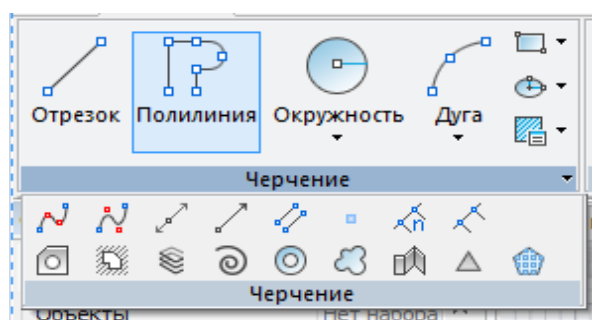 Отрезок Полилиния Окружность Дуга
Черчение
Черчение
Объекты Нет набора